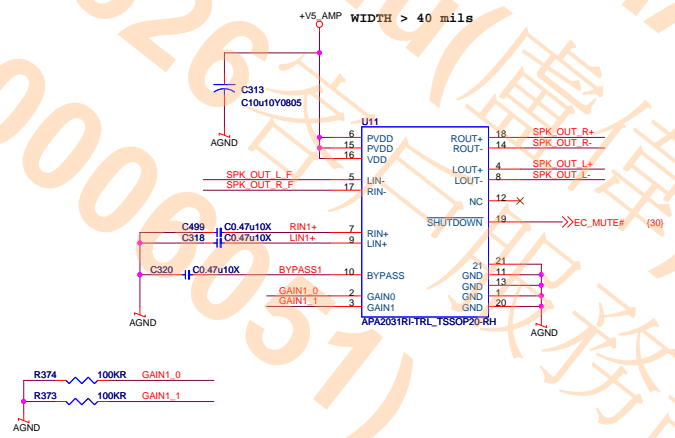 +V5_AMP WIDTH > 40 mils
C313
C10u10Y0805
AGND
U11
6 PVDD
15 PVDD
16 VDD
SPK_OUT_L_F 5 LIN-
SPK_OUT_R_F 17 RIN-
C499 C0.47u10X RIN1+ 7 RIN+
C318 C0.47u10X LIN1+ 9 LIN+
C320 C0.47u10X BYPASS1 10 BYPASS
GAIN1_0 2 GAIN0
GAIN1_1 3 GAIN1
AGND
ROUT+ 18 SPK_OUT_R+
ROUT- 14 SPK_OUT_R-
LOUT+ 4 SPK_OUT_L+
LOUT- 8 SPK_OUT_L-
NC 12
SHUTDOWN 19 EC_MUTE# {30}
21 21
GND 11
GND 13
GND 1
GND 20
APA2031RI-TRL_TSSOP20-RH
AGND
R374 100KR GAIN1_0
R373 100KR GAIN1_1
AGND